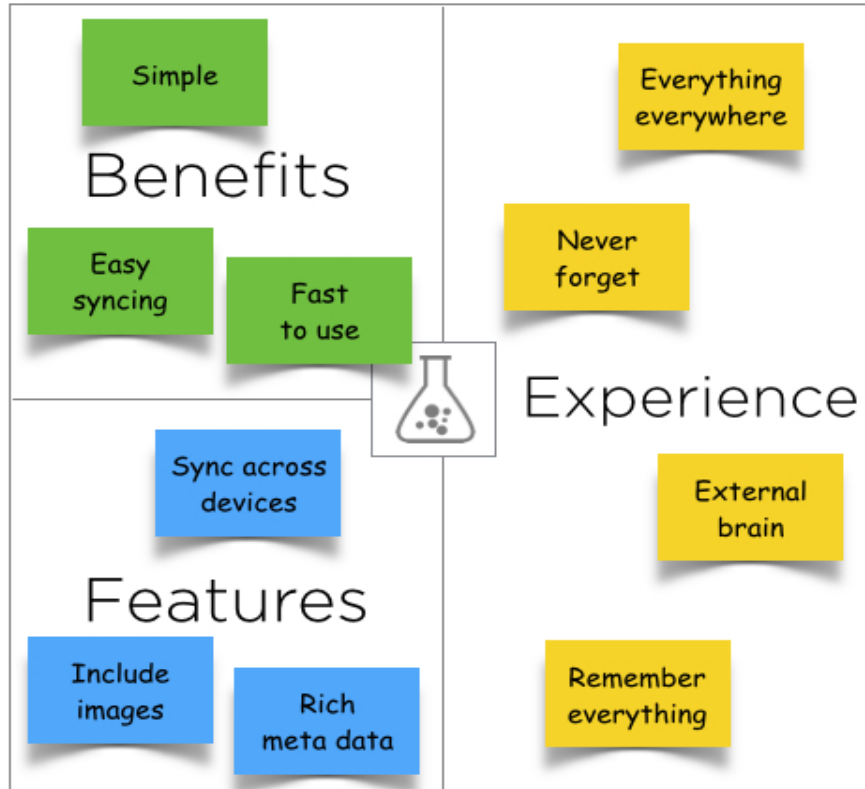 Simple
Benefits
Easy
syncing
Fast
to use
Sync across
devices
Features
Include
images
Rich
meta data
Everything
everywhere
Never
forget
Experience
External
brain
Remember
everything